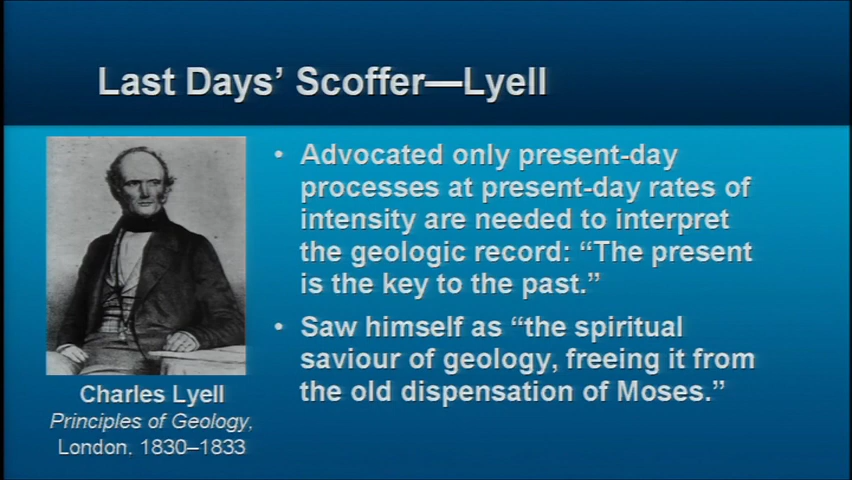 Last Days’ Scoffer—Lyell
• Advocated only present-day
processes at present-day rates of
intensity are needed to interpret
the geologic record: “The present
is the key to the past.”
• Saw himself as “the spiritual
saviour of geology, freeing it from
the old dispensation of Moses.”
Charles Lyell
Principles of Geology,
London. 1830–1833